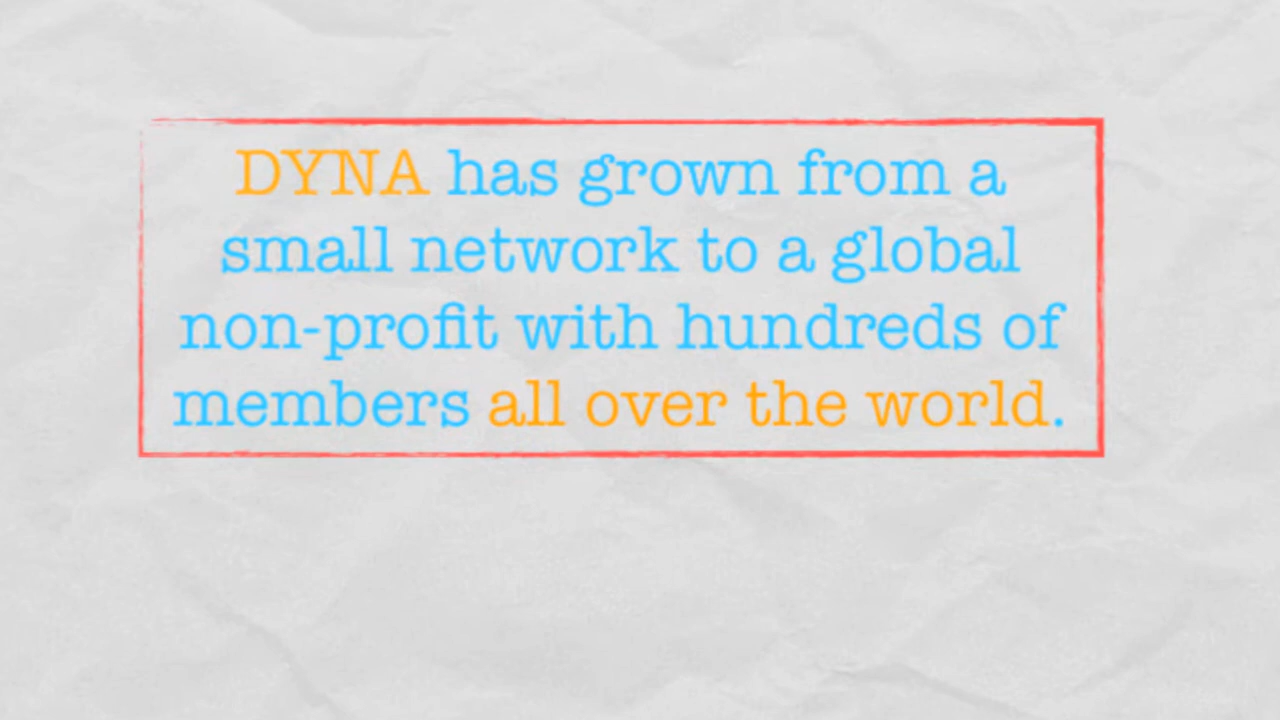 DYNA has grown from a
small network to a global
non-profit with hundreds of
members all over the world.